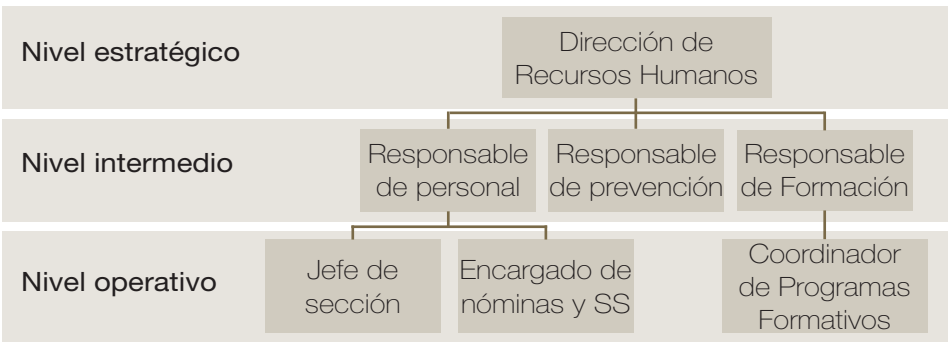 Nivel estratégico
Dirección de
Recursos Humanos
Nivel intermedio
Responsable
de personal
Responsable
de prevención
Responsable
de Formación
Nivel operativo
Jefe de
sección
Encargado de
nóminas y SS
Coordinador
de Programas
Formativos